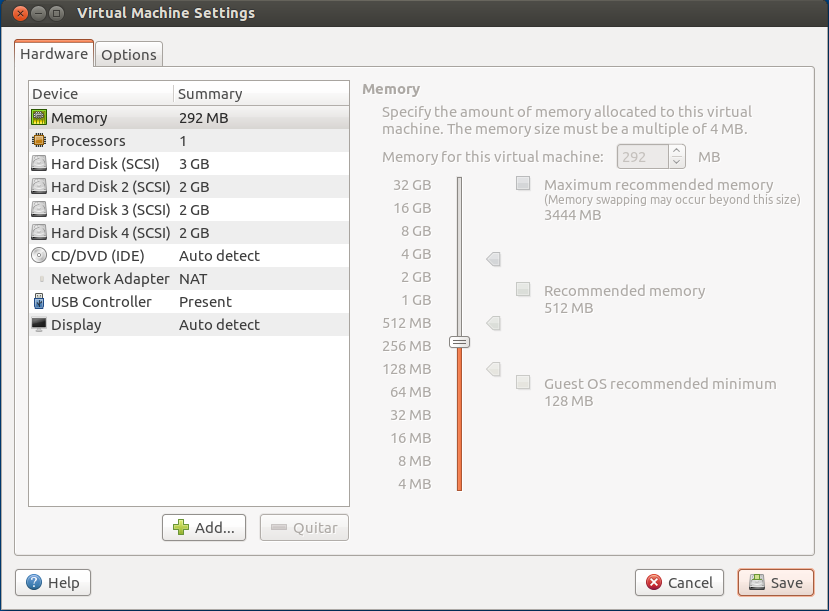 Virtual Machine Settings
Hardware
Options
Device Summary
Memory 292 MB
Processors 1
Hard Disk (SCSI) 3 GB
Hard Disk 2 (SCSI) 2 GB
Hard Disk 3 (SCSI) 2 GB
Hard Disk 4 (SCSI) 2 GB
CD/DVD (IDE) Auto detect
Network Adapter NAT
USB Controller Present
Display Auto detect
Add...
Quitar
Memory
Specify the amount of memory allocated to this virtual
machine. The memory size must be a multiple of 4 MB.
Memory for this virtual machine: 292 MB
32 GB
16 GB
8 GB
4 GB
2 GB
1 GB
512 MB
256 MB
128 MB
64 MB
32 MB
16 MB
8 MB
4 MB
Maximum recommended memory
(Memory swapping may occur beyond this size)
3444 MB
Recommended memory
512 MB
Guest OS recommended minimum
128 MB
Help
Cancel
Save